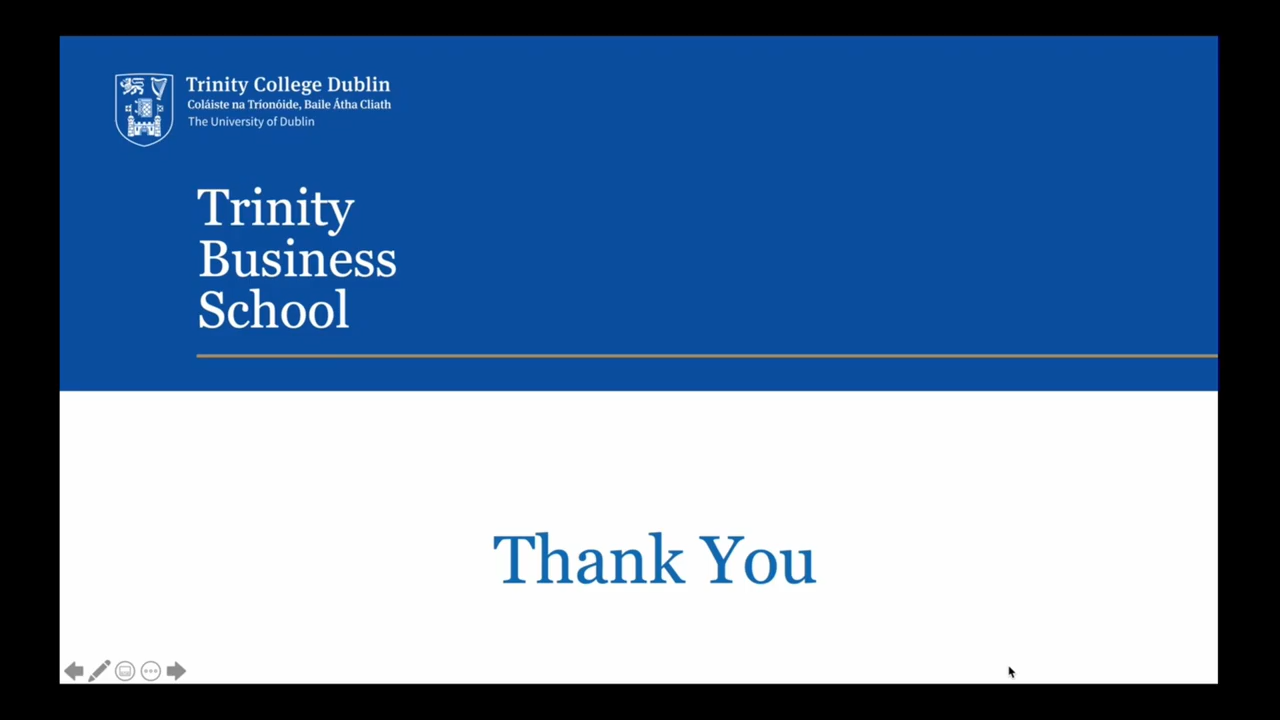 Trinity College Dublin
Coláiste na Tríonóide, Baile Átha Cliath
The University of Dublin
Trinity
Business
School
Thank You